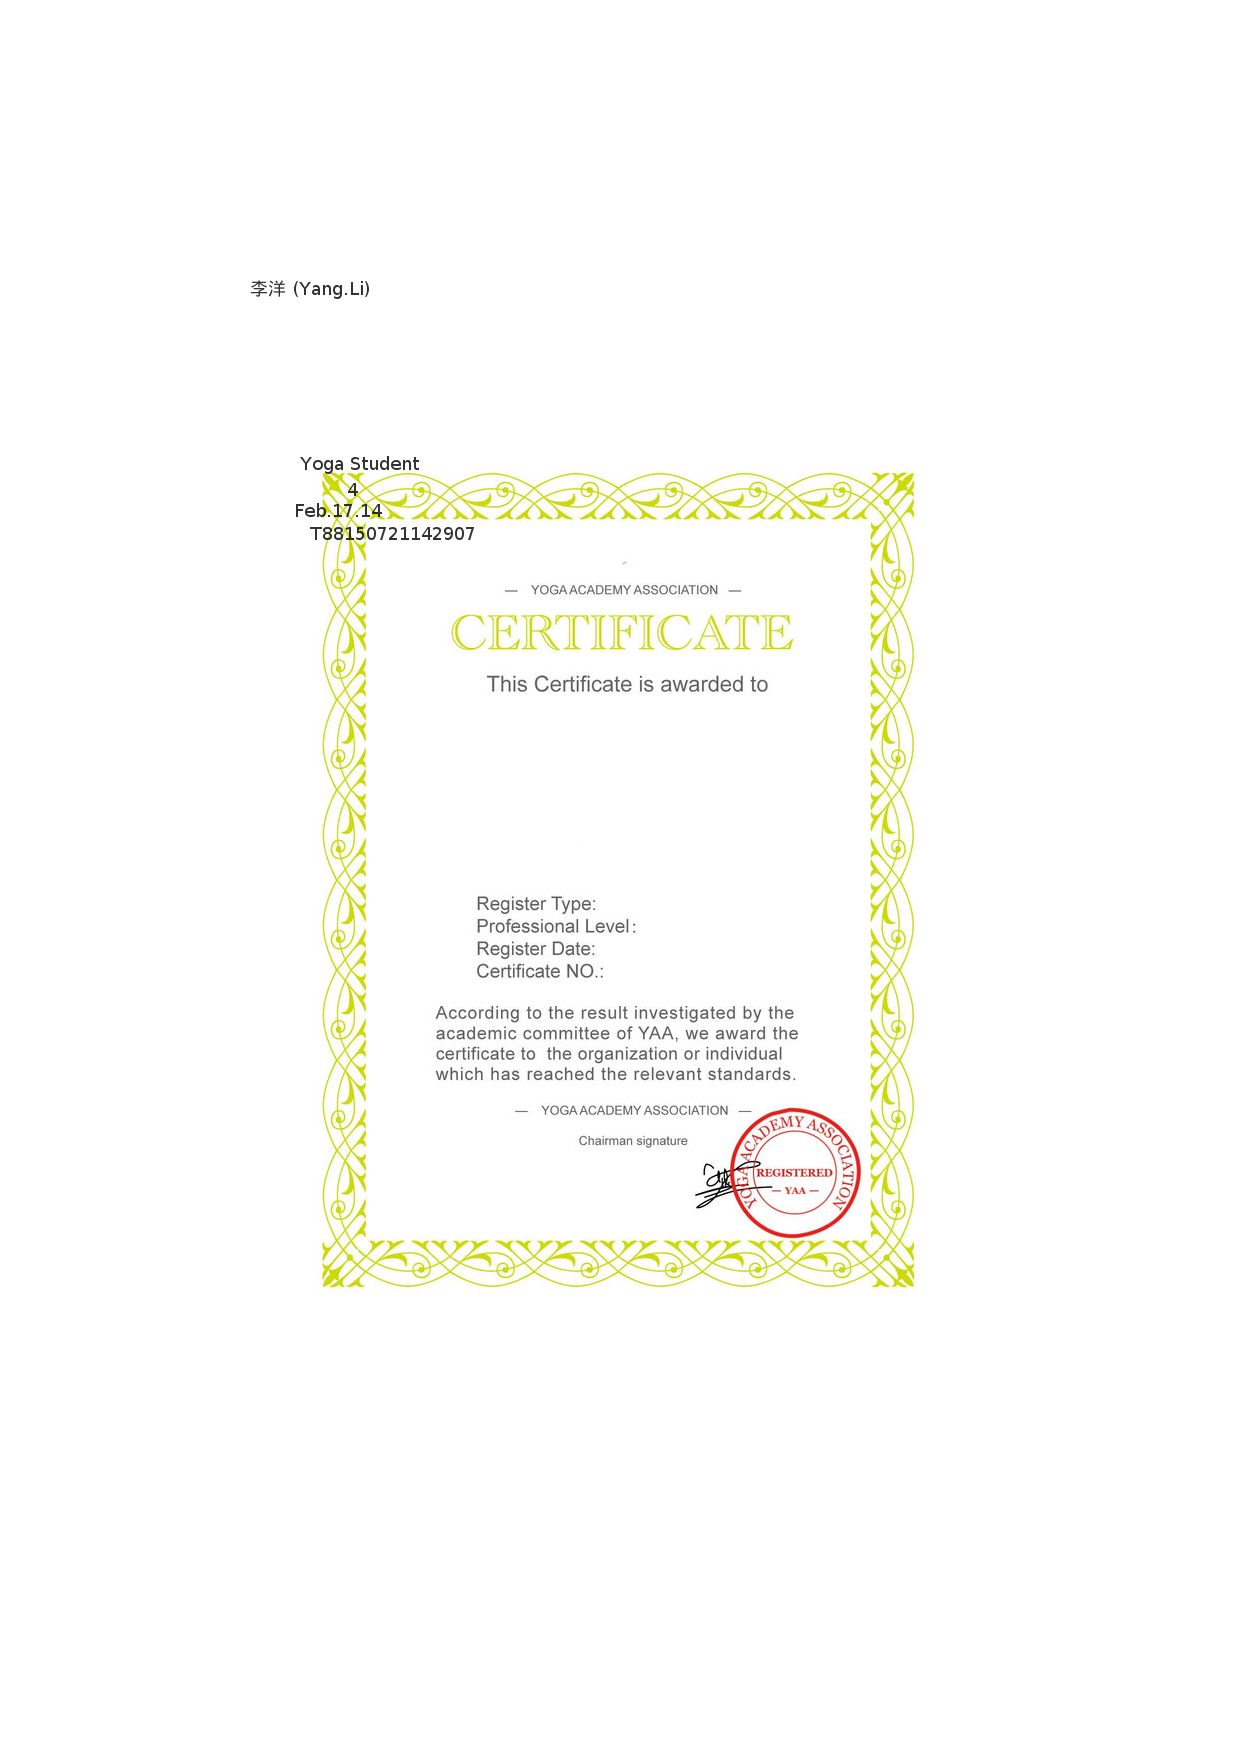 李洋 (Yang.Li)
Yoga Student
4
Feb.17.14
T88150721142907
— YOGA ACADEMY ASSOCIATION —
CERTIFICATE
This Certificate is awarded to
Register Type:
Professional Level:
Register Date:
Certificate NO.:
According to the result investigated by the
academic committee of YAA, we award the
certificate to the organization or individual
which has reached the relevant standards.
— YOGA ACADEMY ASSOCIATION —
Chairman signature
YOGA ACADEMY ASSOCIATION
REGISTERED
— YAA —